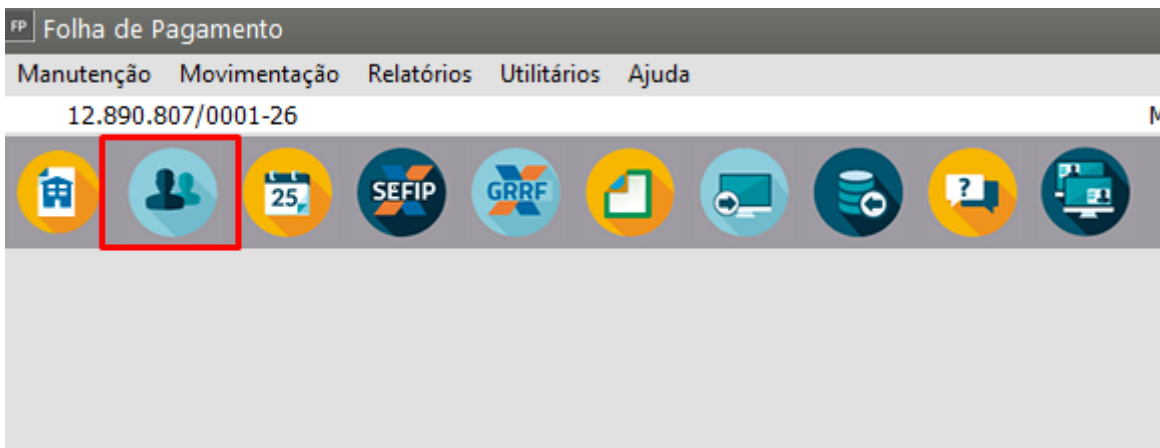 FP Folha de Pagamento
Manutenção Movimentação Relatórios Utilitários Ajuda
12.890.807/0001-26 M
25 SEFIP GRRF ?